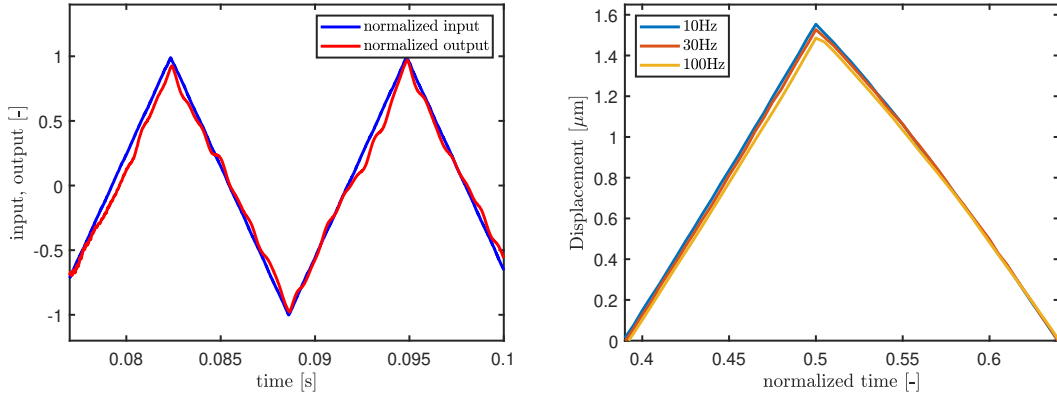 normalized input
normalized output
1
0.5
0
-0.5
-1
input, output [-]
0.08
0.085
0.09
0.095
0.1
time [s]
10Hz
30Hz
100Hz
1.6
1.4
1.2
1
0.8
0.6
0.4
0.2
0
Displacement [μm]
0.4
0.45
0.5
0.55
0.6
normalized time [-]